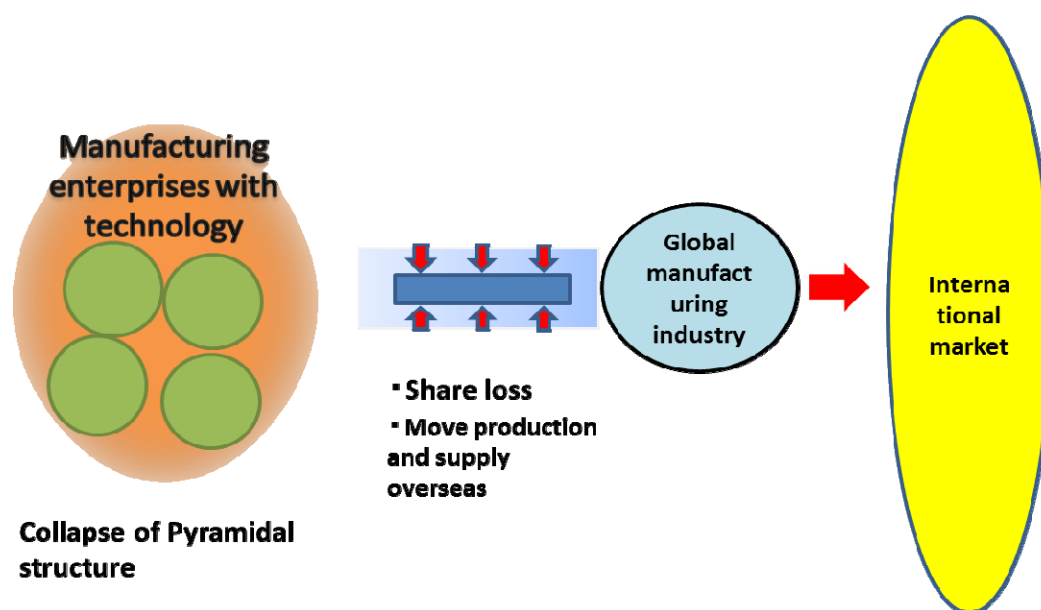 Manufacturing
enterprises with
technology
Collapse of Pyramidal
structure
▪ Share loss
▪ Move production
and supply
overseas
Global
manufact
uring
industry
Interna
tional
market